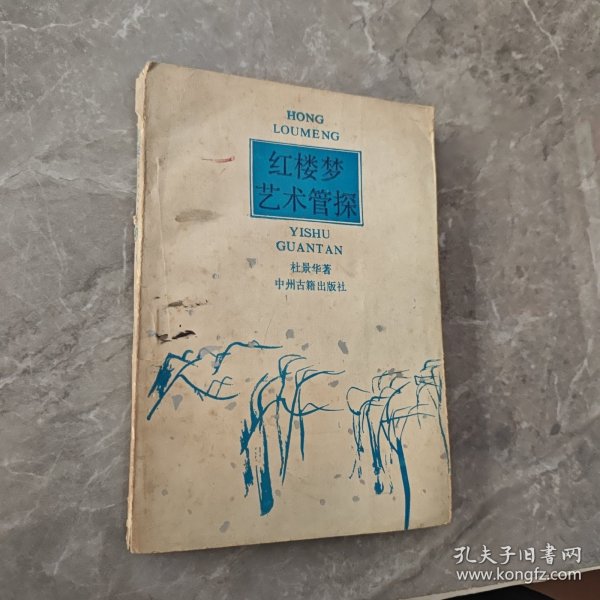 HONG
LOUMENG
红楼梦
艺术管探
YISHU
GUANTAN
杜景华著
中州古籍出版社
孔夫子旧书网
www.kongfz.com